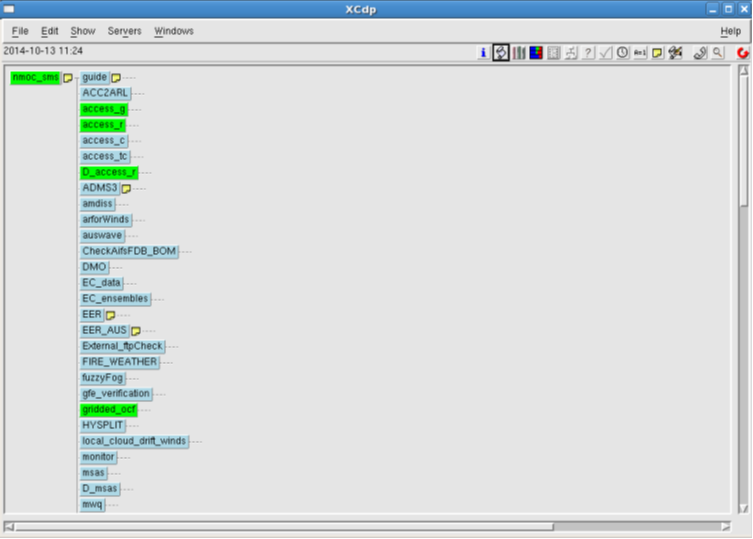 XCdp
File Edit Show Servers Windows Help
2014-10-13 11:24
nmoc_sms guide
ACC2ARL
access_g
access_r
access_c
access_tc
D_access_r
ADMS3
amdiss
arforWinds
auswave
CheckAifsFDB_BOM
DMO
EC_data
EC_ensembles
EER
EER_AUS
External_ftpCheck
FIRE_WEATHER
fuzzyFog
gfe_verification
gridded_ocf
HYSPLIT
local_cloud_drift_winds
monitor
msas
D_msas
mwq